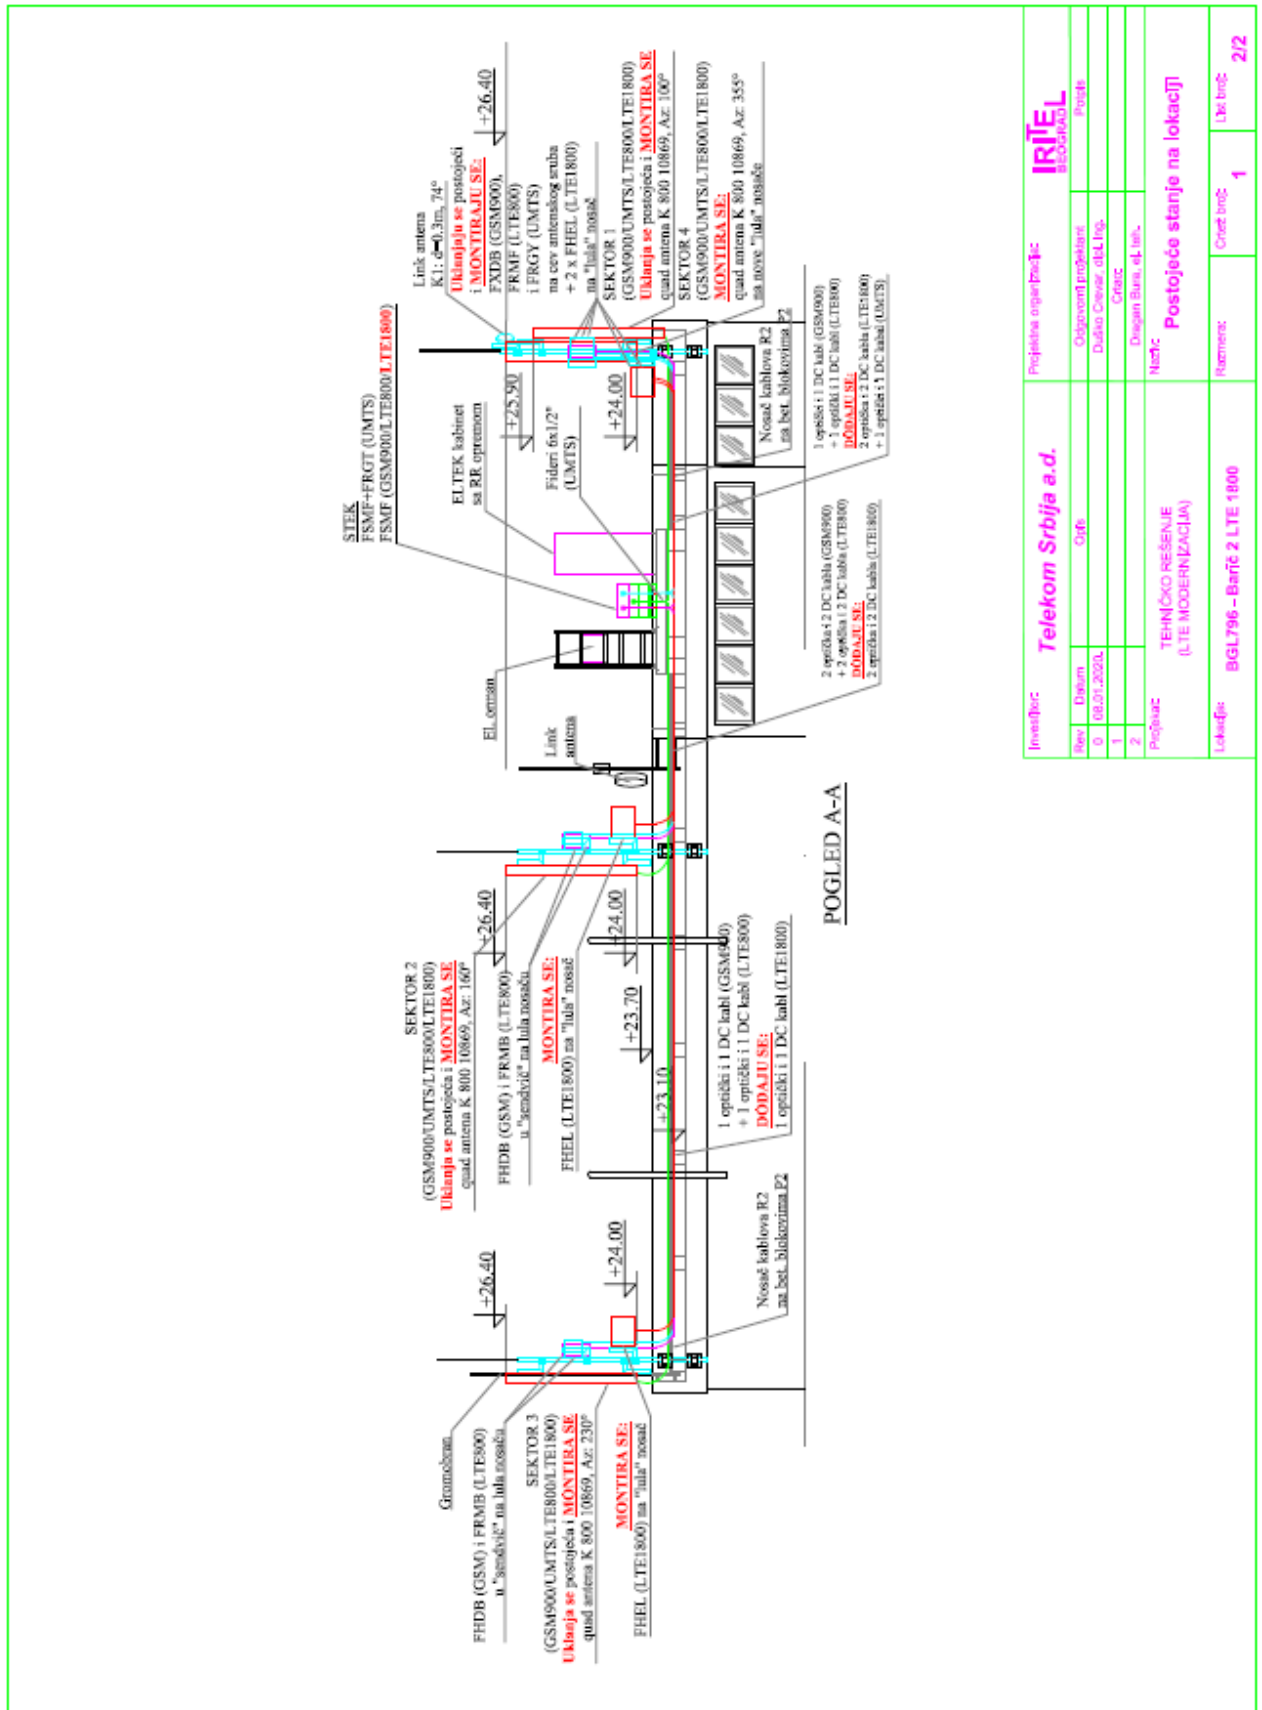 STEK
FSMF+FRGT (UMTS)
FSMF (GSM900/LTE800/LTE1800)
Link antena
K1: d=0.3m, 74°
Uklanjaju se postojeći
i MONTIRAJU SE:
FXDB (GSM900),
FRMF (LTE800)
i FRGY (UMTS)
na cev antenskog stuba
+ 2 x FHEL (LTE1800)
na "lula" nosač
+26.40
SEKTOR 1
(GSM900/UMTS/LTE800/LTE1800)
Uklanja se postojeća i MONTIRA SE
quad antena K 800 10869, Az: 100°
SEKTOR 4
(GSM900/UMTS/LTE800/LTE1800)
MONTIRA SE:
quad antena K 800 10869, Az: 355°
na nove "lula" nosače
ELTEK kabinet
sa RR opremom
+25.90
Fideri 6x1/2"
(UMTS)
+24.00
El. orman
Link
antena
Nosač kablova R2
na bet. blokovima P2
1 optički i 1 DC kabl (GSM900)
+ 1 optički i 1 DC kabl (LTE800)
DODAJU SE:
2 optička i 2 DC kabla (LTE1800)
+ 1 optički i 1 DC kabal (UMTS)
2 optička i 2 DC kabla (GSM900)
+ 2 optička i 2 DC kabla (LTE800)
DODAJU SE:
2 optička i 2 DC kabla (LTE1800)
SEKTOR 2
(GSM900/UMTS/LTE800/LTE1800)
Uklanja se postojeća i MONTIRA SE
quad antena K 800 10869, Az: 160°
+26.40
FHDB (GSM) i FRMB (LTE800)
u "sendvič" na lula nosaču
MONTIRA SE:
FHEL (LTE1800) na "lula" nosač
+24.00
+23.70
+23.10
1 optički i 1 DC kabl (GSM900)
+ 1 optički i 1 DC kabl (LTE800)
DODAJU SE:
1 optički i 1 DC kabl (LTE1800)
POGLED A-A
Gromobran
+26.40
FHDB (GSM) i FRMB (LTE800)
u "sendvič" na lula nosaču
SEKTOR 3
(GSM900/UMTS/LTE800/LTE1800)
Uklanja se postojeća i MONTIRA SE
quad antena K 800 10869, Az: 230°
+24.00
MONTIRA SE:
FHEL (LTE1800) na "lula" nosač
Nosač kablova R2
na bet. blokovima P2
Investitor:
Telekom Srbija a.d.
Projektna organizacija:
IRITEL
BEOGRAD
Rev Datum Opis Odgovorni projektant Potpis
0 08.01.2020. Duško Crevar, dipl.ing.
1 Crtao:
2 Dragan Bura, el.teh.
Projekat:
TEHNIČKO REŠENJE
(LTE MODERNIZACIJA)
Naziv:
Postojeće stanje na lokaciji
Lokacija:
BGL796 – Barič 2 LTE 1800
Razmera:
Crtež broj:
1
List broj:
2/2